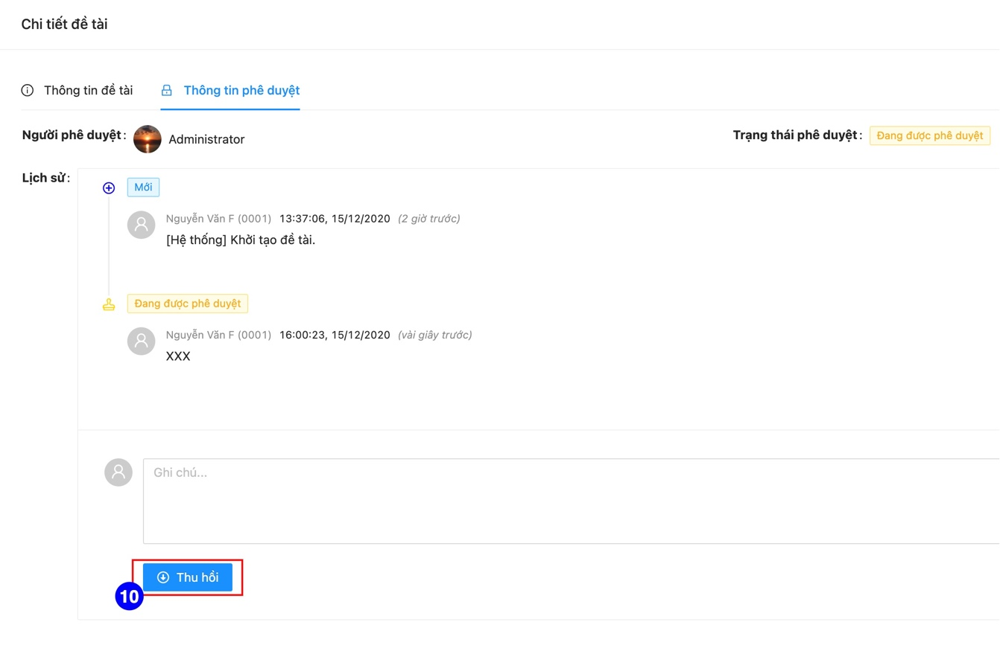 Chi tiết đề tài
Thông tin đề tài Thông tin phê duyệt
Người phê duyệt: Administrator Trạng thái phê duyệt: Đang được phê duyệt
Lịch sử:
Mới
Nguyễn Văn F (0001) 13:37:06, 15/12/2020 (2 giờ trước)
[Hệ thống] Khời tạo đề tài.
Đang được phê duyệt
Nguyễn Văn F (0001) 16:00:23, 15/12/2020 (vài giây trước)
XXX
Ghi chú...
Thu hồi
10